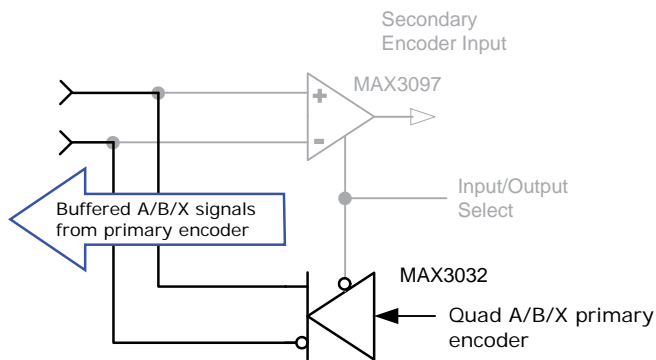 Secondary
Encoder Input
MAX3097
+
-
Input/Output
Select
Buffered A/B/X signals
from primary encoder
MAX3032
Quad A/B/X primary
encoder